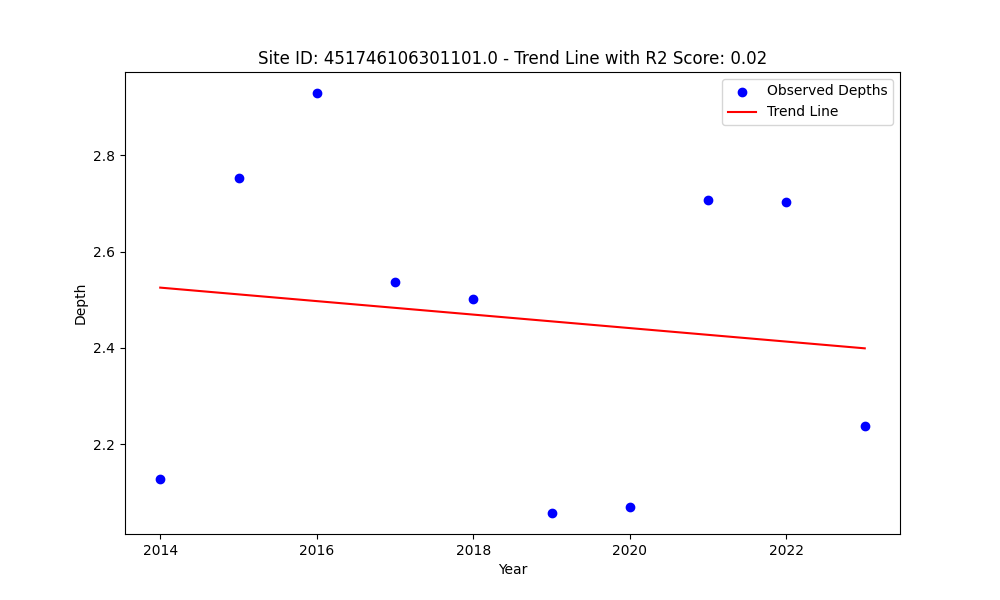 Site ID: 451746106301101.0 - Trend Line with R2 Score: 0.02
Observed Depths
Trend Line
2.8
2.6
2.4
2.2
Depth
2014
2016
2018
2020
2022
Year